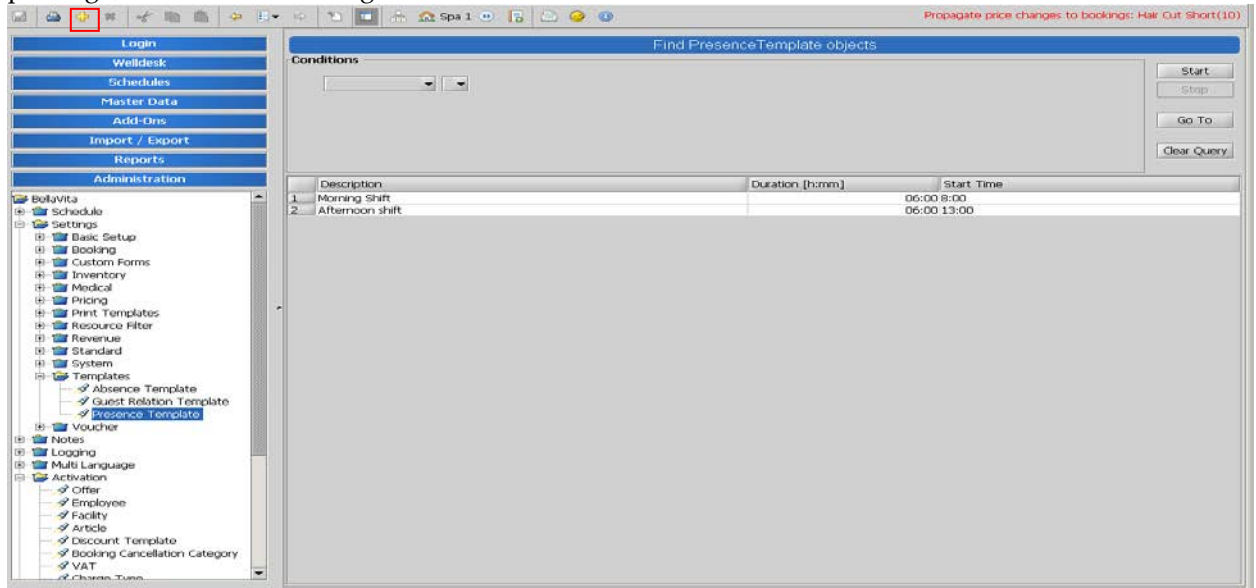 Spa 1
Propagate price changes to bookings: Hair Cut Short(10)
Login
Welldesk
Schedules
Master Data
Add-Ons
Import / Export
Reports
Administration
BellaVita
Schedule
Settings
Basic Setup
Booking
Custom Forms
Inventory
Medical
Pricing
Print Templates
Resource Filter
Revenue
Standard
System
Templates
Absence Template
Guest Relation Template
Presence Template
Voucher
Notes
Logging
Multi Language
Activation
Offer
Employee
Facility
Article
Discount Template
Booking Cancellation Category
VAT
Charge Type
Find PresenceTemplate objects
Conditions
Start
Stop
Go To
Clear Query
Description Duration [h:mm] Start Time
1 Morning Shift 06:00 8:00
2 Afternoon shift 06:00 13:00